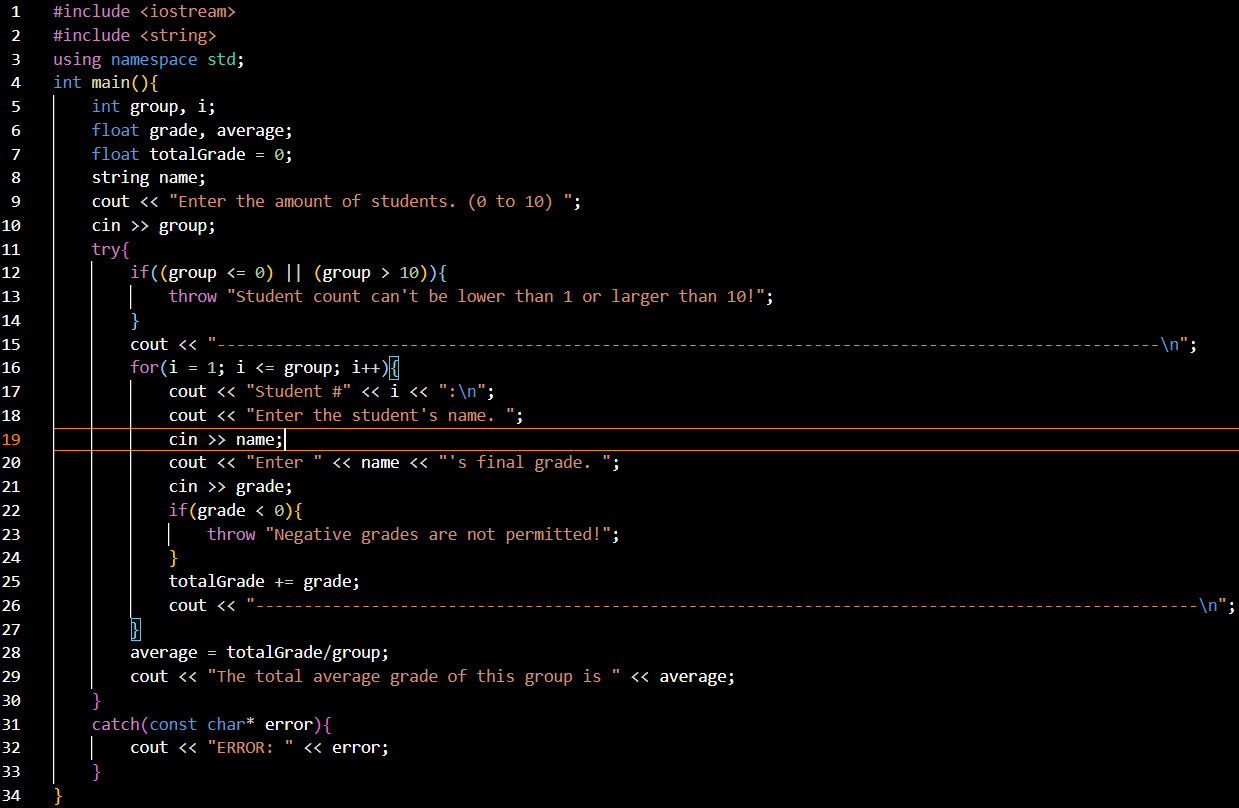 1 #include <iostream>
2 #include <string>
3 using namespace std;
4 int main(){
5     int group, i;
6     float grade, average;
7     float totalGrade = 0;
8     string name;
9     cout << "Enter the amount of students. (0 to 10) ";
10     cin >> group;
11     try{
12         if((group <= 0) || (group > 10)){
13             throw "Student count can't be lower than 1 or larger than 10!";
14         }
15         cout << "--------------------------------------------------------------------------------------------------\n";
16         for(i = 1; i <= group; i++){
17             cout << "Student #" << i << ":\n";
18             cout << "Enter the student's name. ";
19             cin >> name;
20             cout << "Enter " << name << "'s final grade. ";
21             cin >> grade;
22             if(grade < 0){
23                 throw "Negative grades are not permitted!";
24             }
25             totalGrade += grade;
26             cout << "--------------------------------------------------------------------------------------------------\n";
27         }
28         average = totalGrade/group;
29         cout << "The total average grade of this group is " << average;
30     }
31     catch(const char* error){
32         cout << "ERROR: " << error;
33     }
34 }